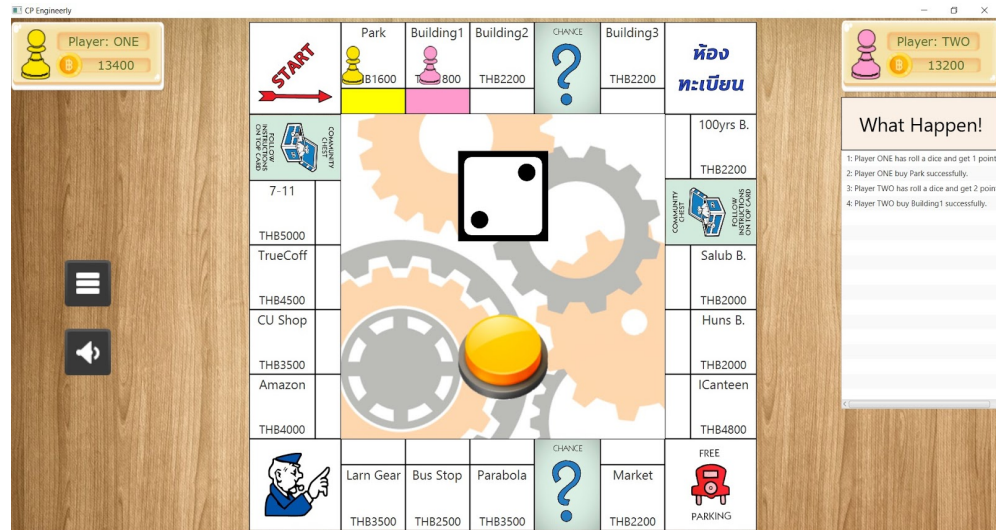 CP Engineerly
Player: ONE
13400
START
Park
B1600
Building1
800
Building2
THB2200
CHANCE
?
Building3
THB2200
ห้อง
ทะเบียน
Player: TWO
13200
What Happen!
1: Player ONE has roll a dice and get 1 point
2: Player ONE buy Park successfully.
3: Player TWO has roll a dice and get 2 poin
4: Player TWO buy Building1 successfully.
COMMUNITY
CHEST
FOLLOW
INSTRUCTIONS
ON TOP CARD
7-11
THB5000
TrueCoff
THB4500
CU Shop
THB3500
Amazon
THB4000
100yrs B.
THB2200
COMMUNITY
CHEST
FOLLOW
INSTRUCTIONS
ON TOP CARD
Salub B.
THB2000
Huns B.
THB2000
ICanteen
THB4800
Larn Gear
THB3500
Bus Stop
THB2500
Parabola
THB3500
CHANCE
?
Market
THB2200
FREE
PARKING